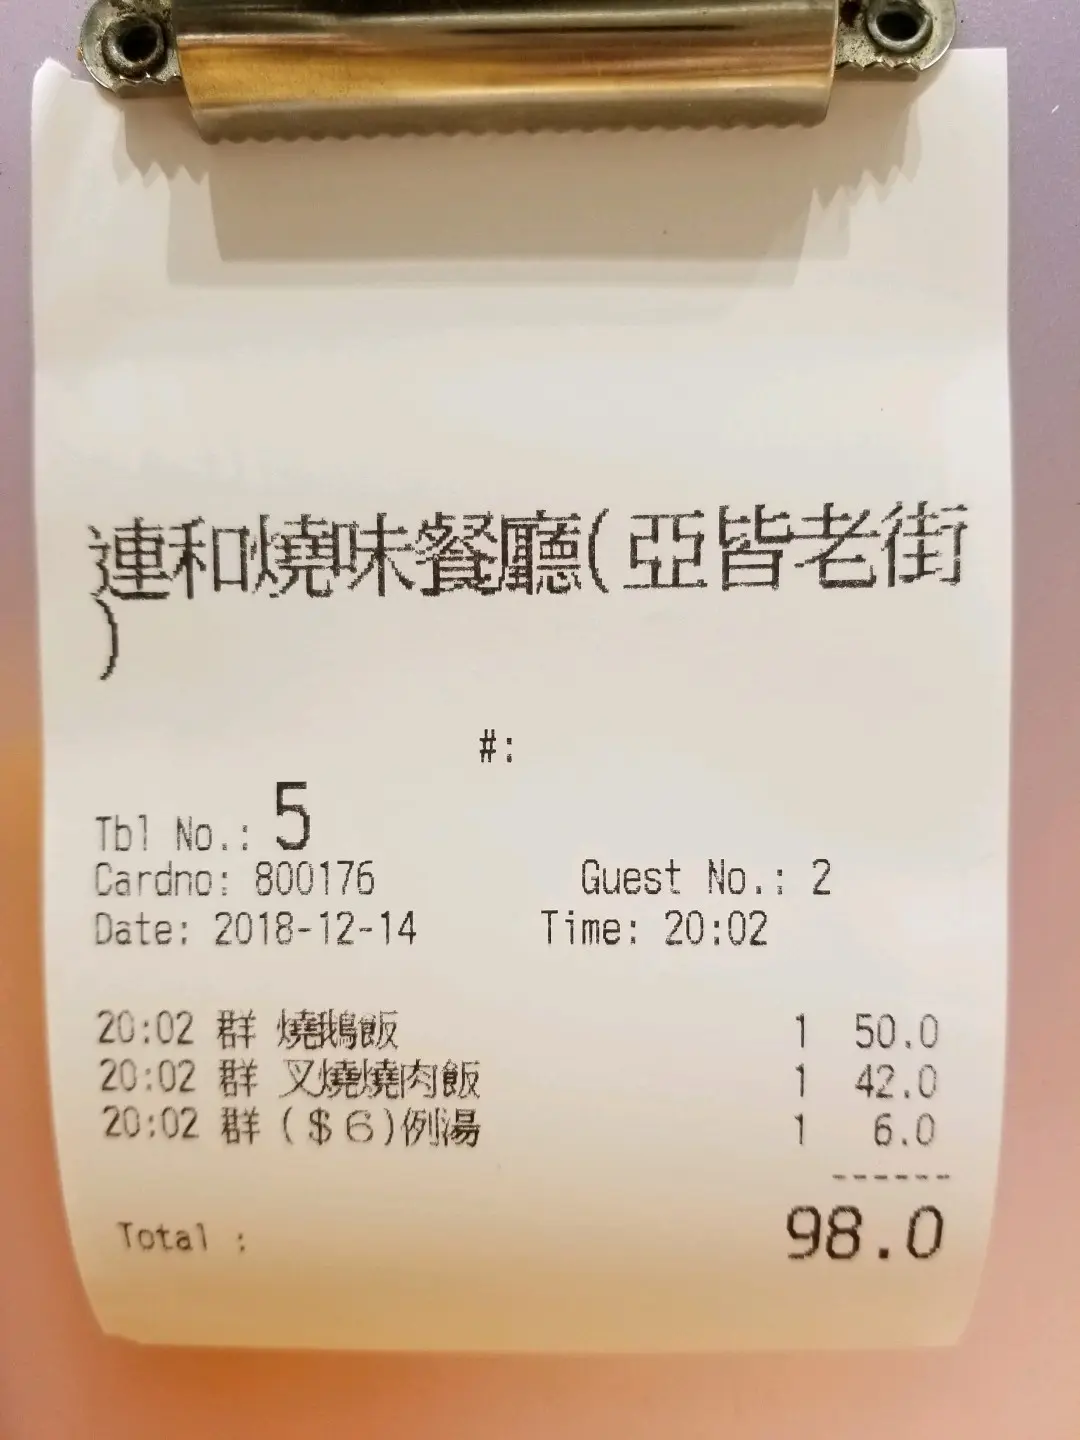 連和燒味餐廳(亞皆老街
)
#:
Tbl No.: 5
Cardno: 800176 Guest No.: 2
Date: 2018-12-14 Time: 20:02
20:02 群 燒鵝飯 1 50.0
20:02 群 叉燒燒肉飯 1 42.0
20:02 群 ($6)例湯 1 6.0
------
Total : 98.0